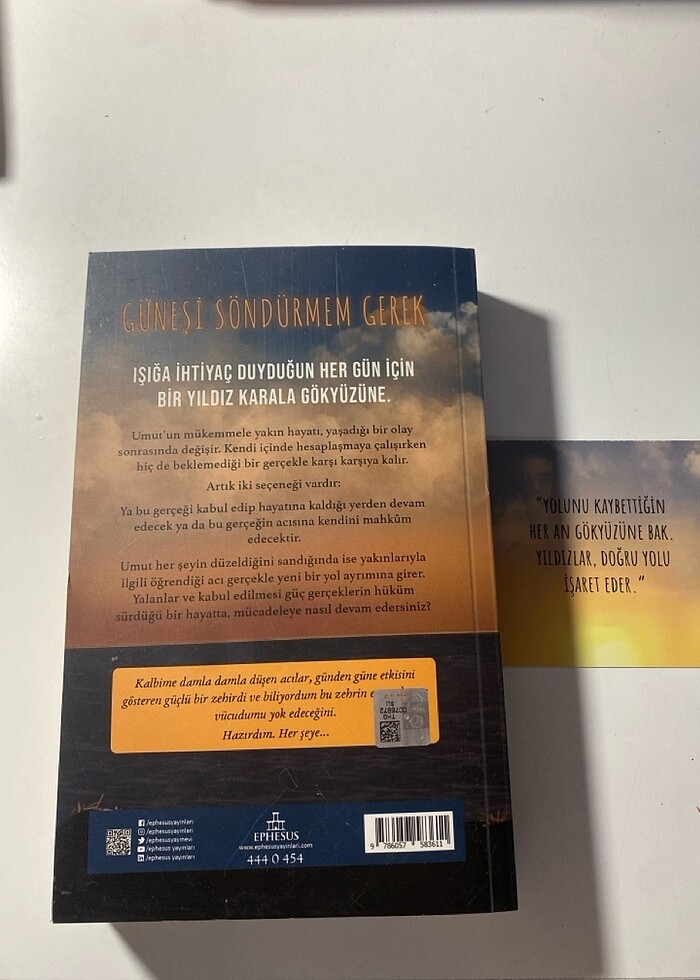 GÜNEŞİ SÖNDÜRMEM GEREK
IŞIĞA İHTİYAÇ DUYDUĞUN HER GÜN İÇİN
BİR YILDIZ KARALA GÖKYÜZÜNE.
Umut'un mükemmele yakın hayatı, yaşadığı bir olay
sonrasında değişir. Kendi içinde hesaplaşmaya çalışırken
hiç de beklemediği bir gerçekle karşı karşıya kalır.
Artık iki seçeneği vardır:
Ya bu gerçeği kabul edip hayatına kaldığı yerden devam
edecek ya da bu gerçeğin acısına kendini mahkûm
edecektir.
Umut her şeyin düzeldiğini sandığında ise yakınlarıyla
ilgili öğrendiği acı gerçekle yeni bir yol ayrımına girer.
Yalanlar ve kabul edilmesi güç gerçeklerin hüküm
sürdüğü bir hayatta, mücadeleye nasıl devam edersiniz?
Kalbime damla damla düşen acılar, günden güne etkisini
gösteren güçlü bir zehirdi ve biliyordum bu zehrin
vücudumu yok edeceğini.
Hazırdım. Her şeye...
/ephesusyayinlari
/ephesusyayinlari
/ephesusyayinevi
/ephesus yayınları
/ephesus yayınları
EPHESUS
www.ephesusyayinlari.com
444 0 454
9 786057 583611
"YOLUNU KAYBETTİĞİN
HER AN GÖKYÜZÜNE BAK.
YILDIZLAR, DOĞRU YOLU
İŞARET EDER."